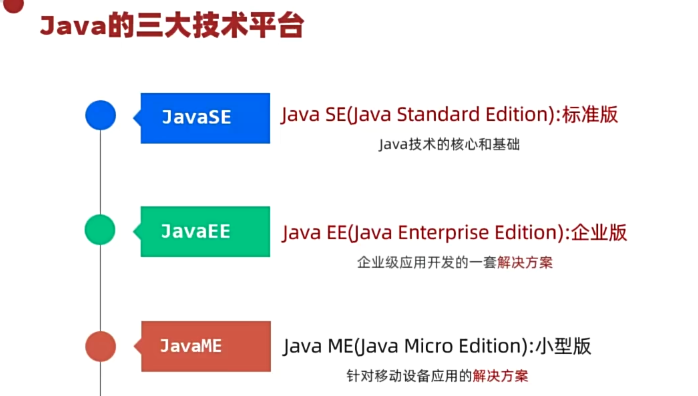 Java的三大技术平台
JavaSE
Java SE(Java Standard Edition):标准版
Java技术的核心和基础
JavaEE
Java EE(Java Enterprise Edition):企业版
企业级应用开发的一套解决方案
JavaME
Java ME(Java Micro Edition):小型版
针对移动设备应用的解决方案